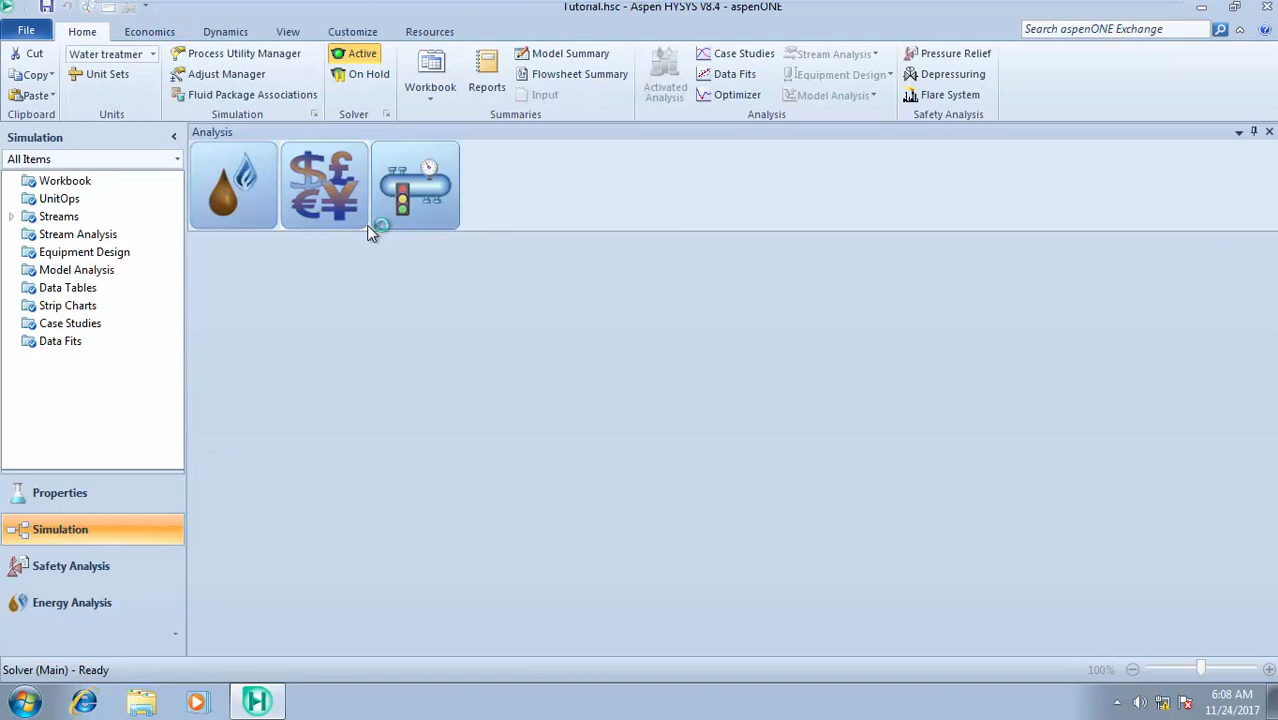 Tutorial.hsc - Aspen HYSYS V8.4 - aspenONE
File
Home
Economics
Dynamics
View
Customize
Resources
Search aspenONE Exchange
Cut
Copy
Paste
Clipboard
Water treatmer
Unit Sets
Units
Process Utility Manager
Adjust Manager
Fluid Package Associations
Simulation
Active
On Hold
Solver
Workbook
Reports
Model Summary
Flowsheet Summary
Input
Summaries
Activated
Analysis
Case Studies
Data Fits
Optimizer
Stream Analysis
Equipment Design
Model Analysis
Analysis
Pressure Relief
Depressuring
Flare System
Safety Analysis
Simulation
All Items
Workbook
UnitOps
Streams
Stream Analysis
Equipment Design
Model Analysis
Data Tables
Strip Charts
Case Studies
Data Fits
Properties
Simulation
Safety Analysis
Energy Analysis
Analysis
$£
€¥
Solver (Main) - Ready
100%
6:08 AM
11/24/2017